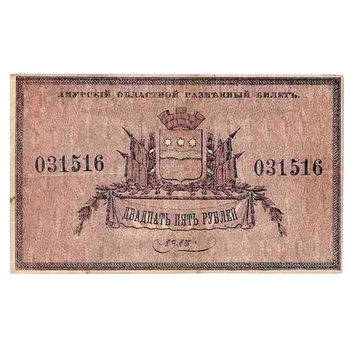 АМУРСКІЙ ОБЛАСТНОЙ РАЗМѢННЫЙ БИЛЕТЪ.
031516 031516
ДВАДЦАТЬ ПЯТЬ РУБЛЕЙ